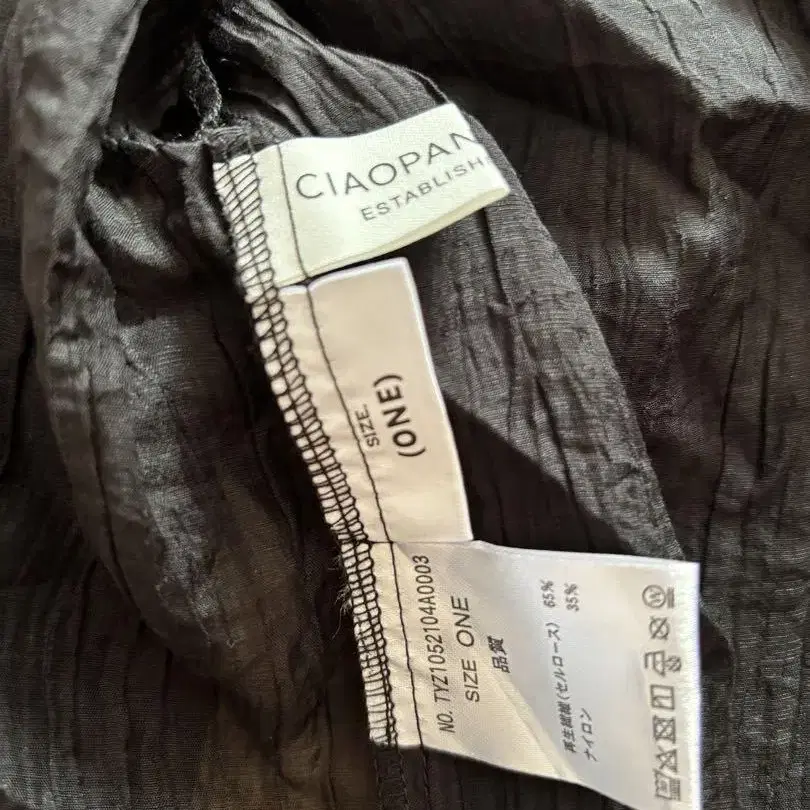 CIAOPAN
ESTABLISH
SIZE.
(ONE)
NO. TYZ1052104A0003
SIZE ONE
品質
再生繊維(セルロース) 65%
ナイロン 35%
W